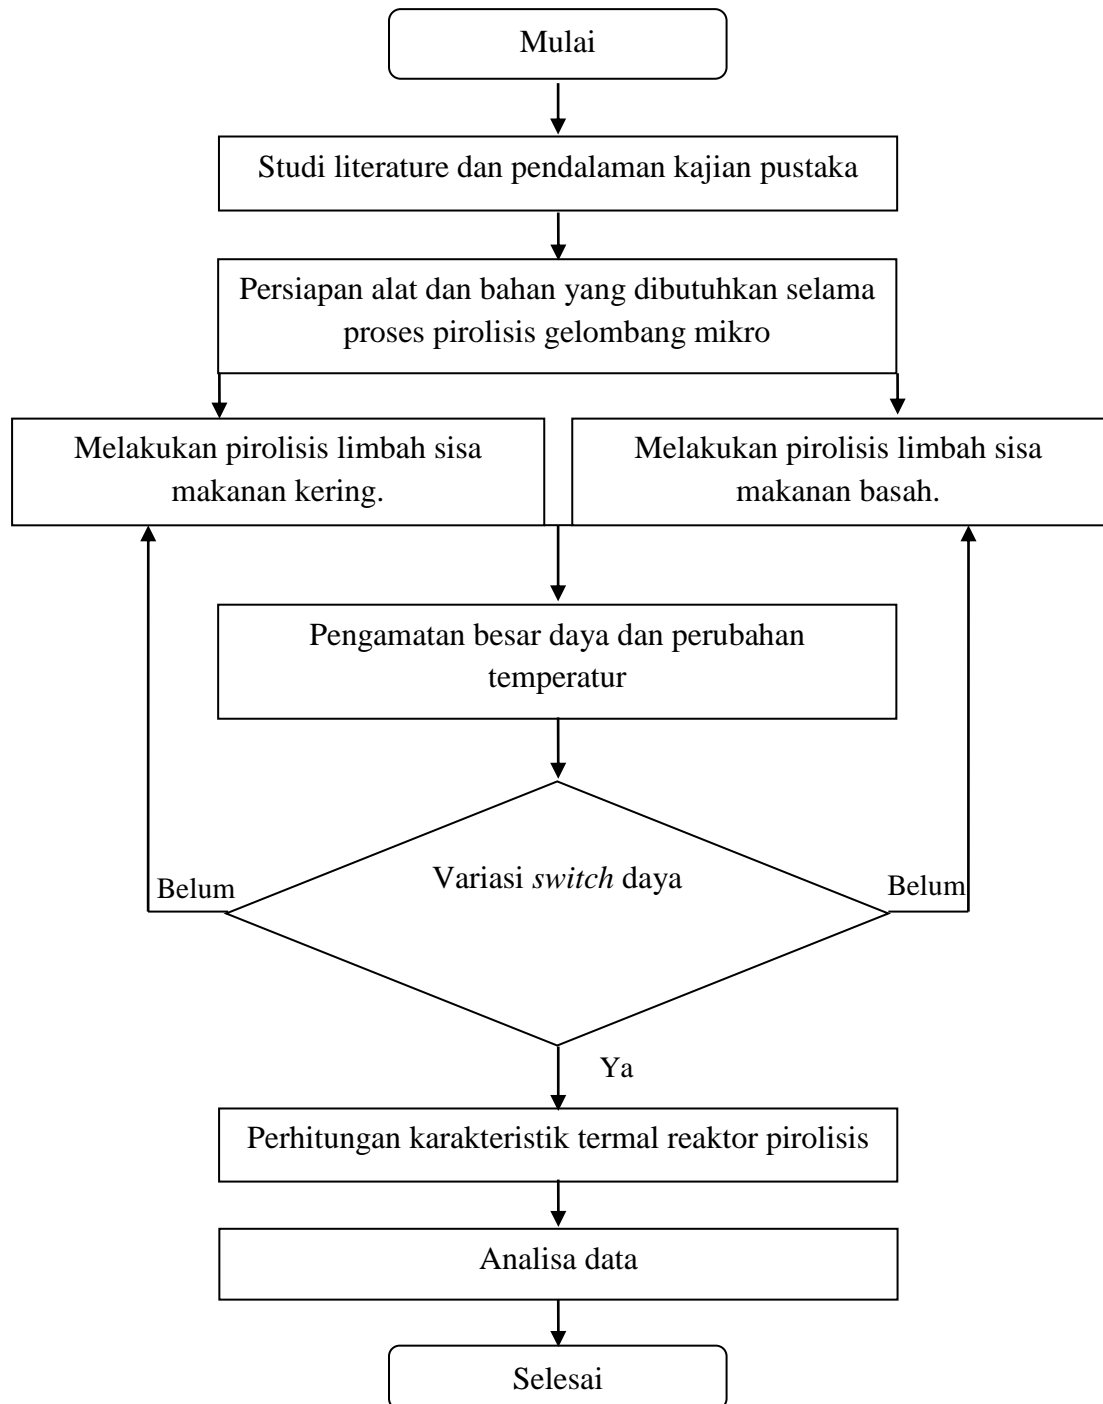 Mulai
Studi literature dan pendalaman kajian pustaka
Persiapan alat dan bahan yang dibutuhkan selama
proses pirolisis gelombang mikro
Melakukan pirolisis limbah sisa
makanan kering.
Melakukan pirolisis limbah sisa
makanan basah.
Pengamatan besar daya dan perubahan
temperatur
Variasi switch daya
Belum
Belum
Ya
Perhitungan karakteristik termal reaktor pirolisis
Analisa data
Selesai